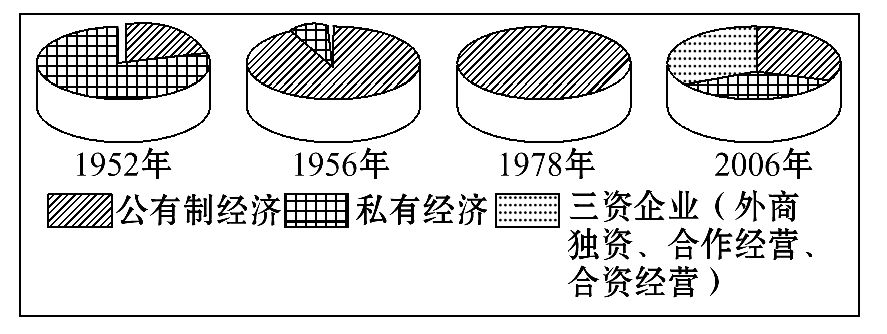 1952年 1956年 1978年 2006年
公有制经济 私有经济 三资企业（外商
独资、合作经营、
合资经营）